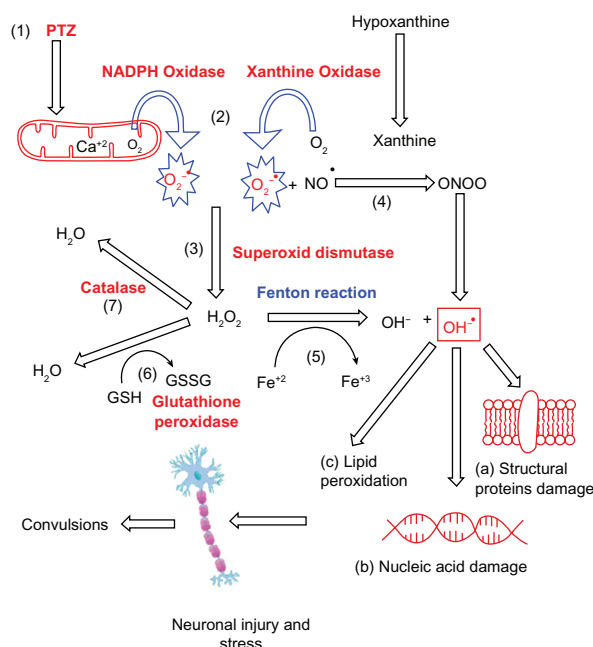 (1) PTZ
Hypoxanthine
NADPH Oxidase
Xanthine Oxidase
(2)
Ca⁺² O₂
O₂
Xanthine
O₂⁻•
O₂⁻• + NO•
(4)
ONOO
(3)
H₂O
Superoxid dismutase
Catalase
(7)
Fenton reaction
H₂O₂
OH⁻ + OH⁻•
(5)
H₂O
(6)
GSH
GSSG
Fe⁺²
Fe⁺³
Glutathione
peroxidase
(c) Lipid
peroxidation
(a) Structural
proteins damage
Convulsions
(b) Nucleic acid damage
Neuronal injury and
stress